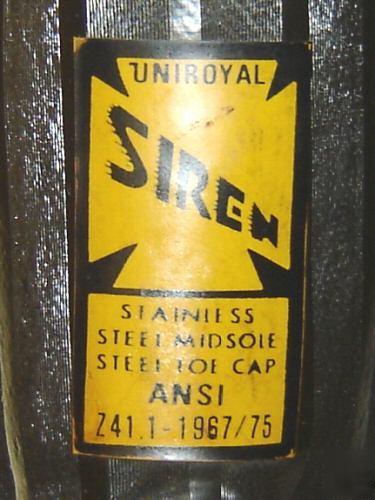 UNIROYAL
SIREN
STAINLESS
STEEL MIDSOLE
STEEL TOE CAP
ANSI
Z41.1-1967/75